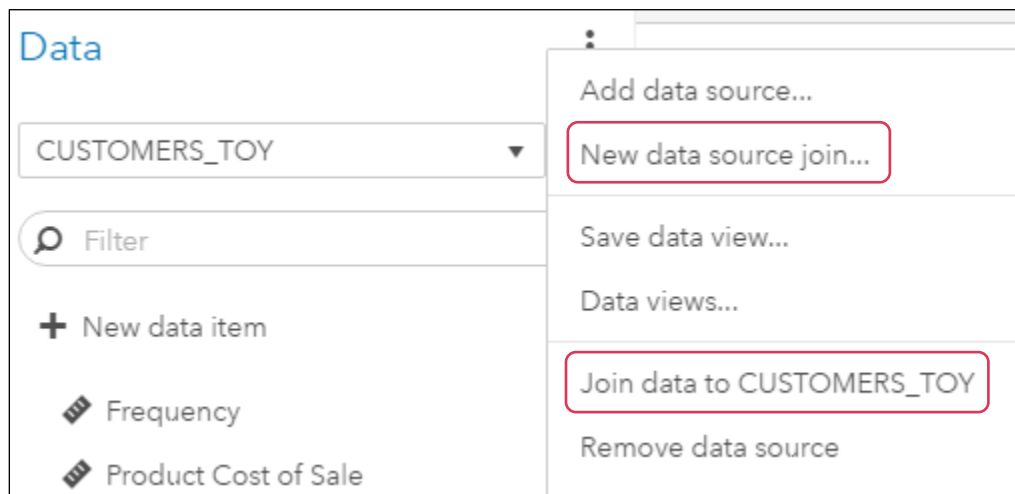 Data
CUSTOMERS_TOY
Filter
New data item
Frequency
Product Cost of Sale
Add data source...
New data source join...
Save data view...
Data views...
Join data to CUSTOMERS_TOY
Remove data source